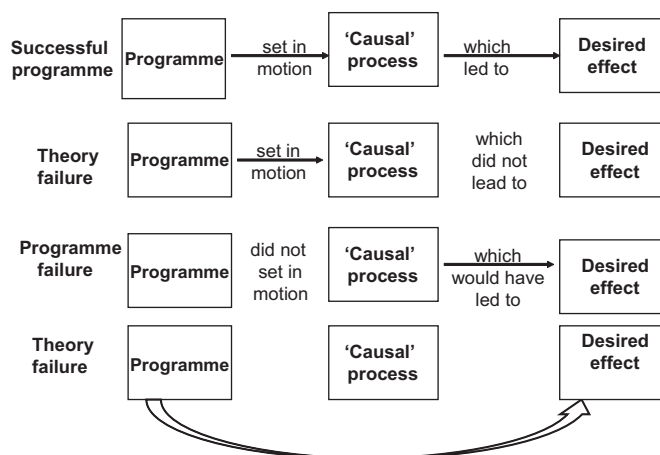 Successful
programme
Programme
set in
motion
‘Causal’
process
which
led to
Desired
effect
Theory
failure
Programme
set in
motion
‘Causal’
process
which
did not
lead to
Desired
effect
Programme
failure
Programme
did not
set in
motion
‘Causal’
process
which
would have
led to
Desired
effect
Theory
failure
Programme
‘Causal’
process
Desired
effect